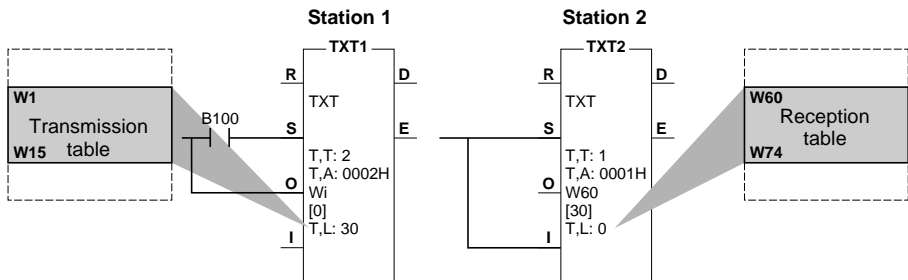 Station 1
Station 2
TXT1
TXT2
W1
Transmission
table
W15
B100
R
D
S
E
O
I
TXT
T,T: 2
T,A: 0002H
Wi
[0]
T,L: 30
R
D
S
E
O
I
TXT
T,T: 1
T,A: 0001H
W60
[30]
T,L: 0
W60
Reception
table
W74